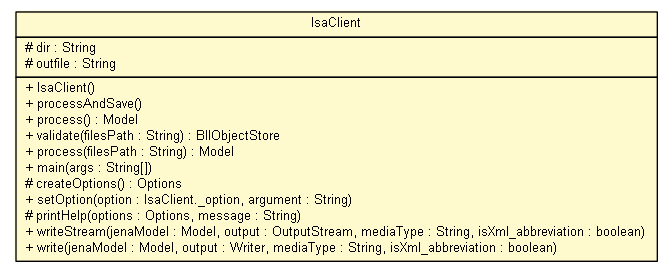 IsaClient
# dir : String
# outfile : String
+ IsaClient()
+ processAndSave()
+ process() : Model
+ validate(filesPath : String) : BIIObjectStore
+ process(filesPath : String) : Model
+ main(args : String[])
# createOptions() : Options
+ setOption(option : IsaClient._option, argument : String)
# printHelp(options : Options, message : String)
+ writeStream(jenaModel : Model, output : OutputStream, mediaType : String, isXml_abbreviation : boolean)
+ write(jenaModel : Model, output : Writer, mediaType : String, isXml_abbreviation : boolean)